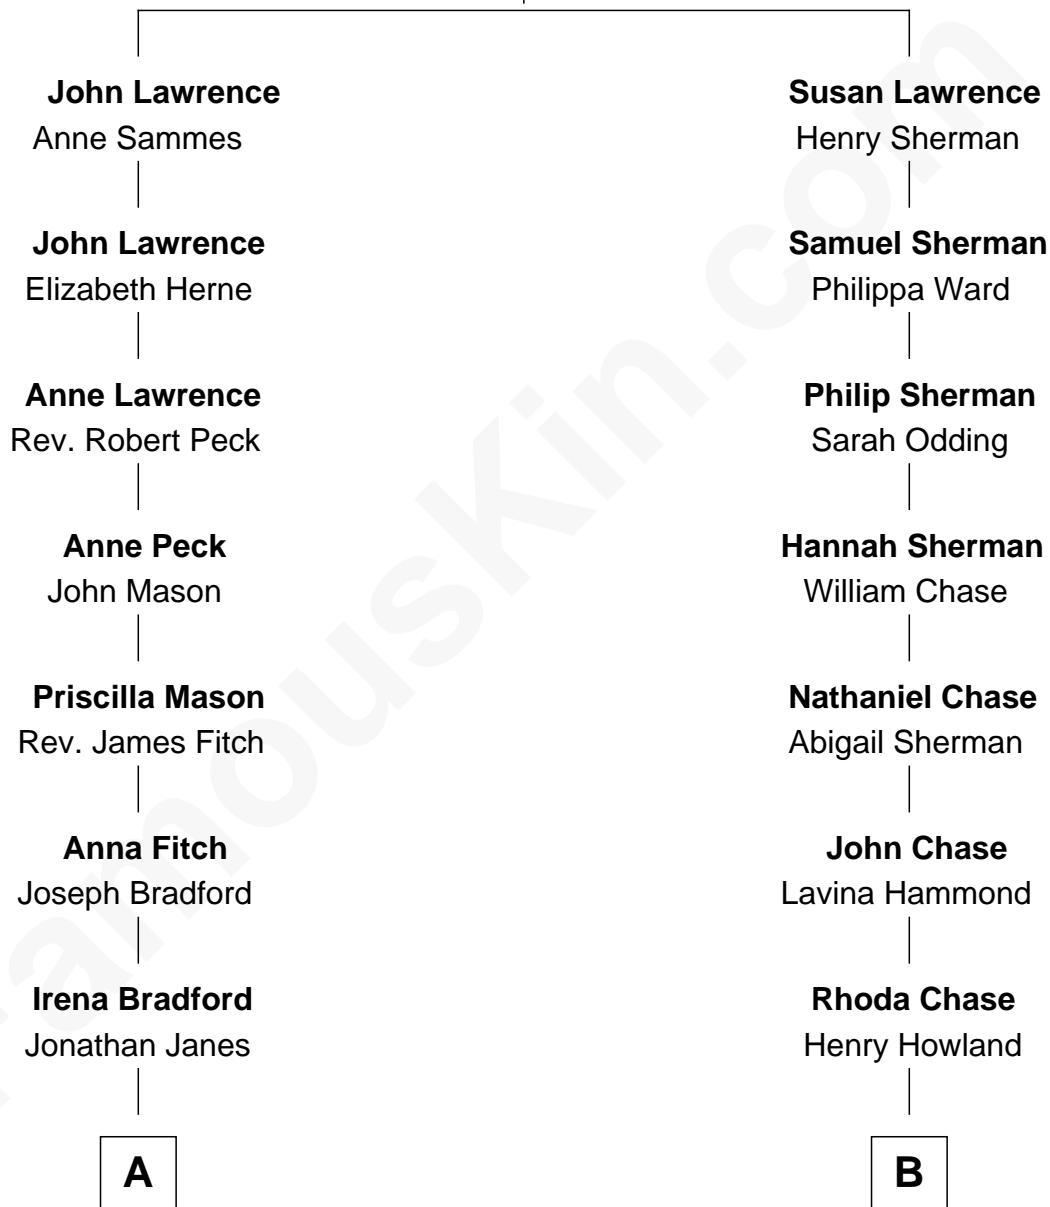 John Lawrence
Anne Sammes
John Lawrence
Elizabeth Herne
Anne Lawrence
Rev. Robert Peck
Anne Peck
John Mason
Priscilla Mason
Rev. James Fitch
Anna Fitch
Joseph Bradford
Irena Bradford
Jonathan Janes
A
Susan Lawrence
Henry Sherman
Samuel Sherman
Philippa Ward
Philip Sherman
Sarah Odding
Hannah Sherman
William Chase
Nathaniel Chase
Abigail Sherman
John Chase
Lavina Hammond
Rhoda Chase
Henry Howland
B
FamousKin.com